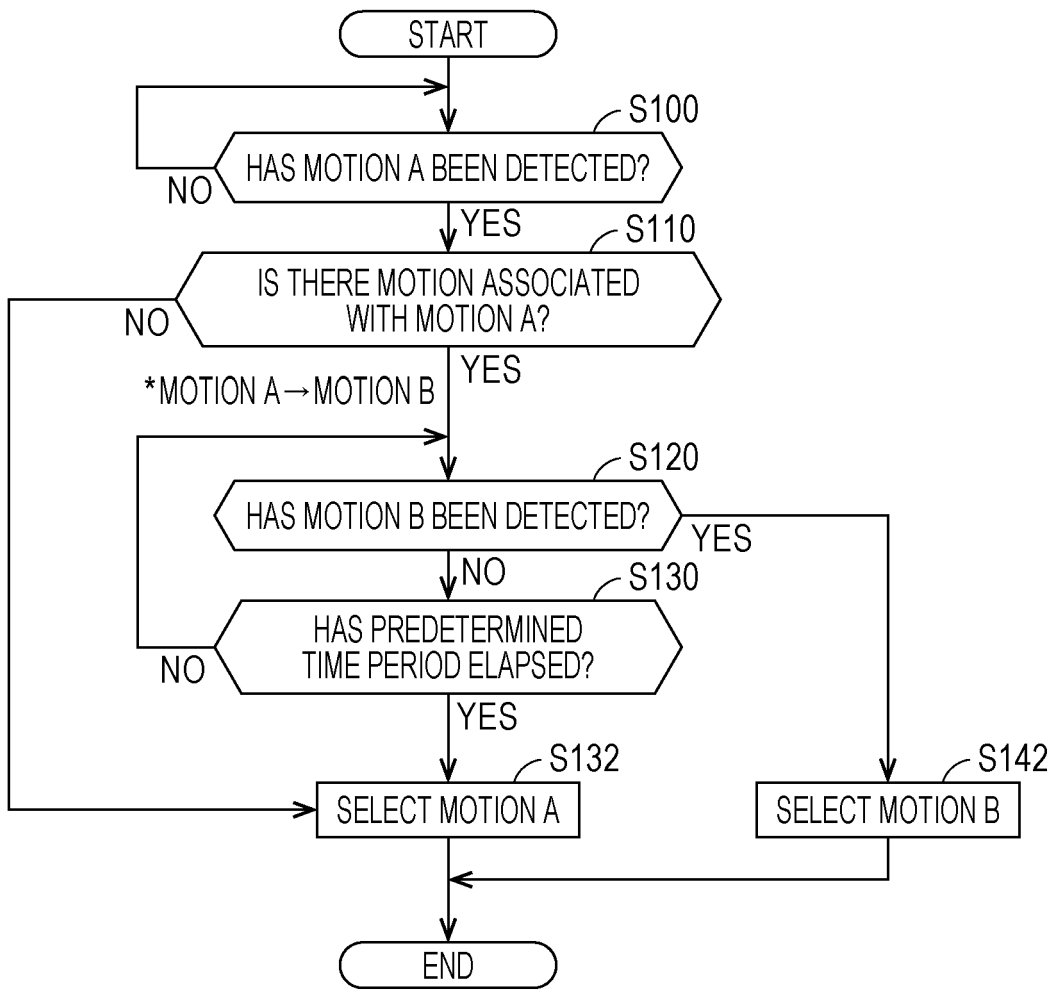 START
S100
HAS MOTION A BEEN DETECTED?
NO
YES
S110
IS THERE MOTION ASSOCIATED
WITH MOTION A?
NO
YES
*MOTION A→MOTION B
S120
HAS MOTION B BEEN DETECTED?
YES
NO
S130
HAS PREDETERMINED
TIME PERIOD ELAPSED?
NO
YES
S132
SELECT MOTION A
S142
SELECT MOTION B
END